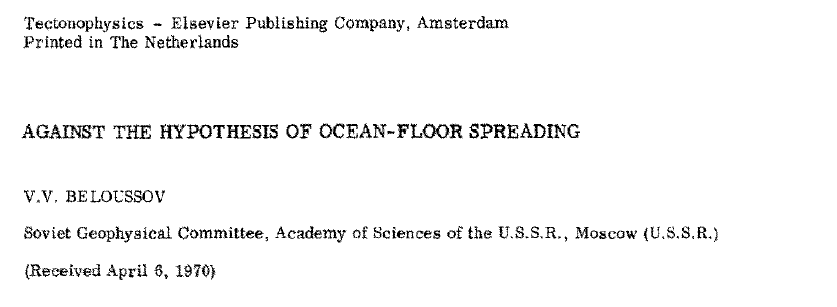 Tectonophysics - Elsevier Publishing Company, Amsterdam
Printed in The Netherlands
AGAINST THE HYPOTHESIS OF OCEAN-FLOOR SPREADING
V.V. BELOUSSOV
Soviet Geophysical Committee, Academy of Sciences of the U.S.S.R., Moscow (U.S.S.R.)
(Received April 6, 1970)